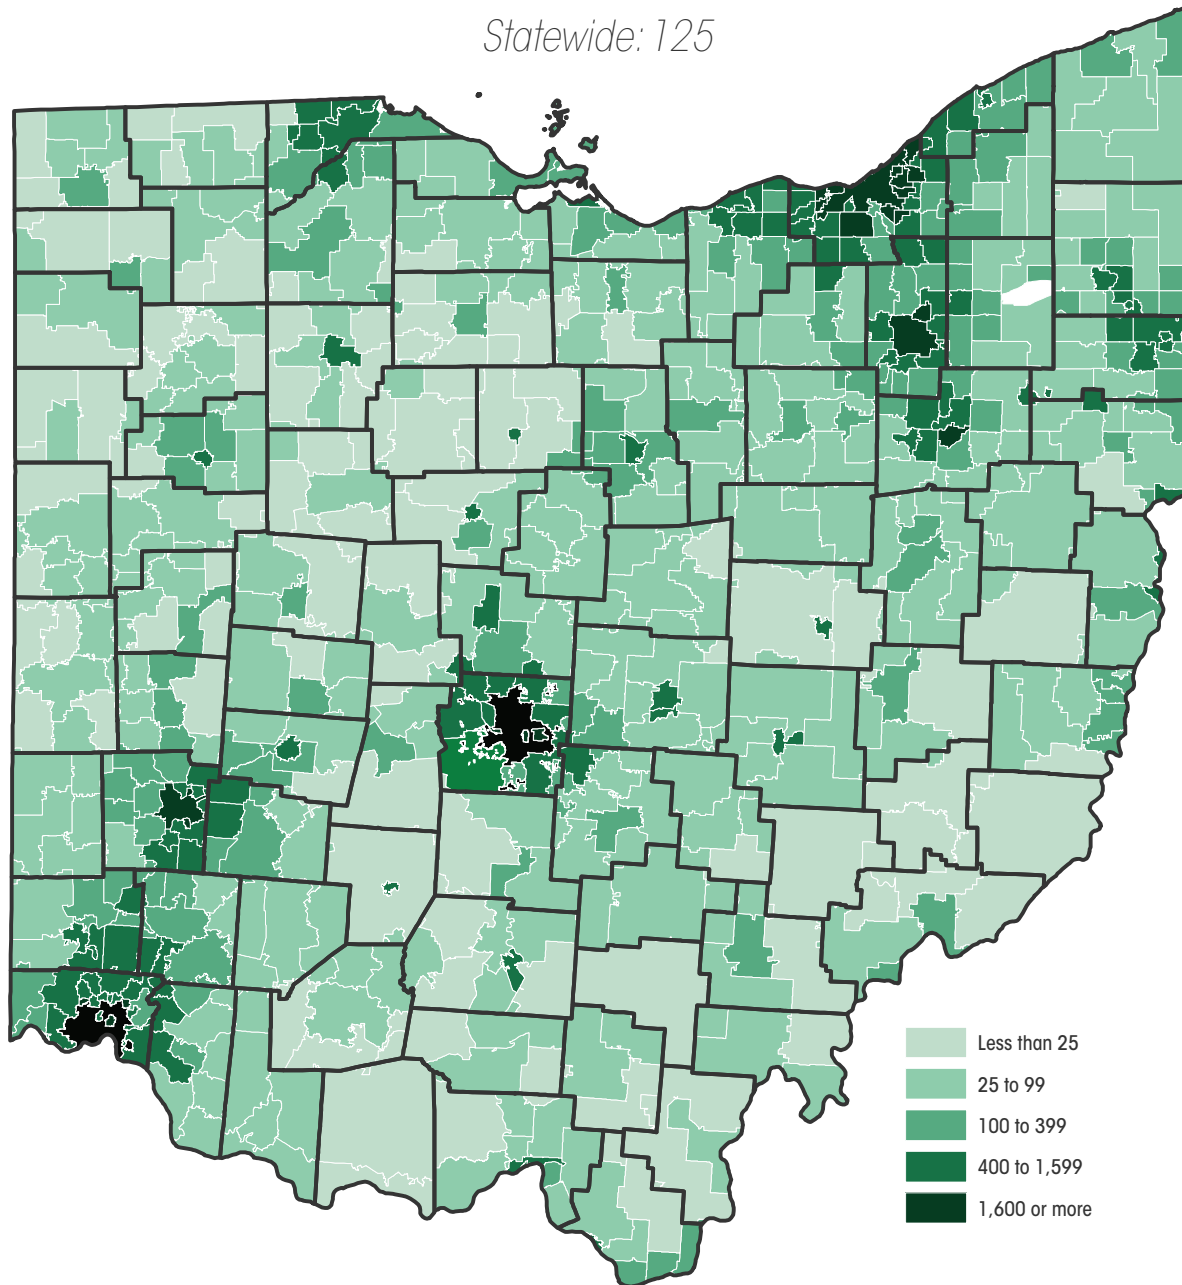 Statewide: 125
Less than 25
25 to 99
100 to 399
400 to 1,599
1,600 or more